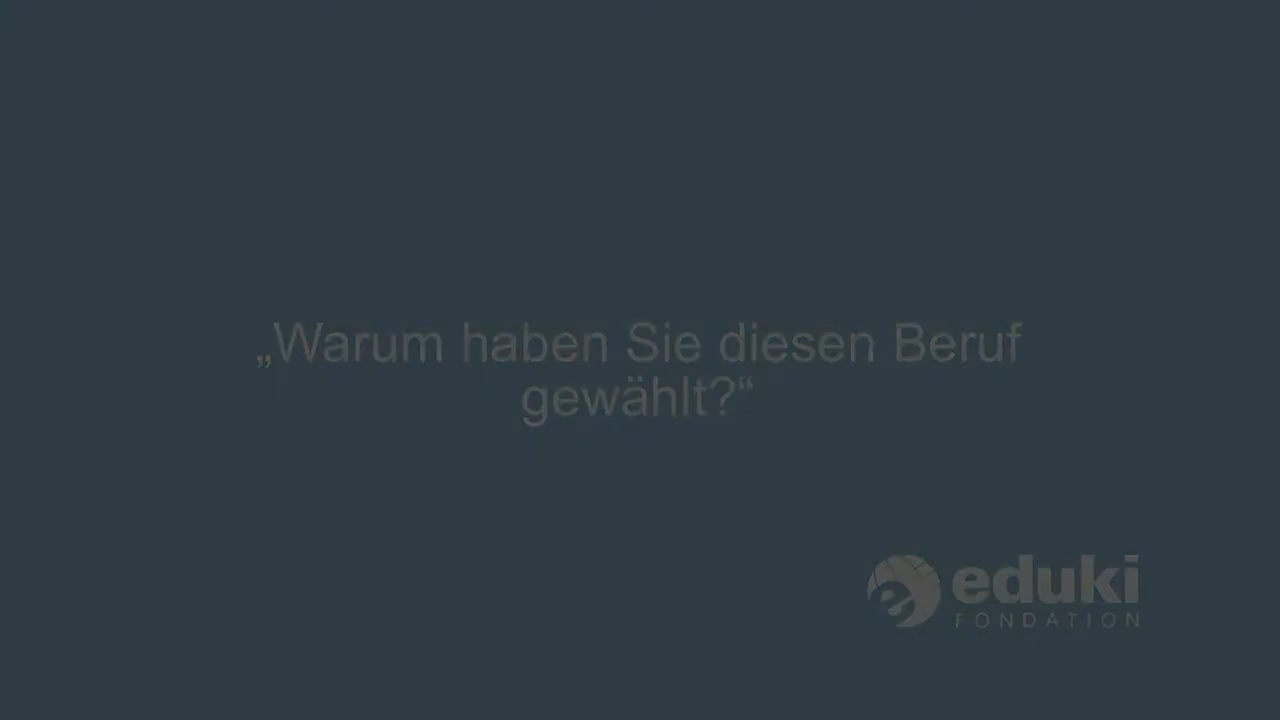 „Warum haben Sie diesen Beruf
gewählt?“
eduki
FONDATION